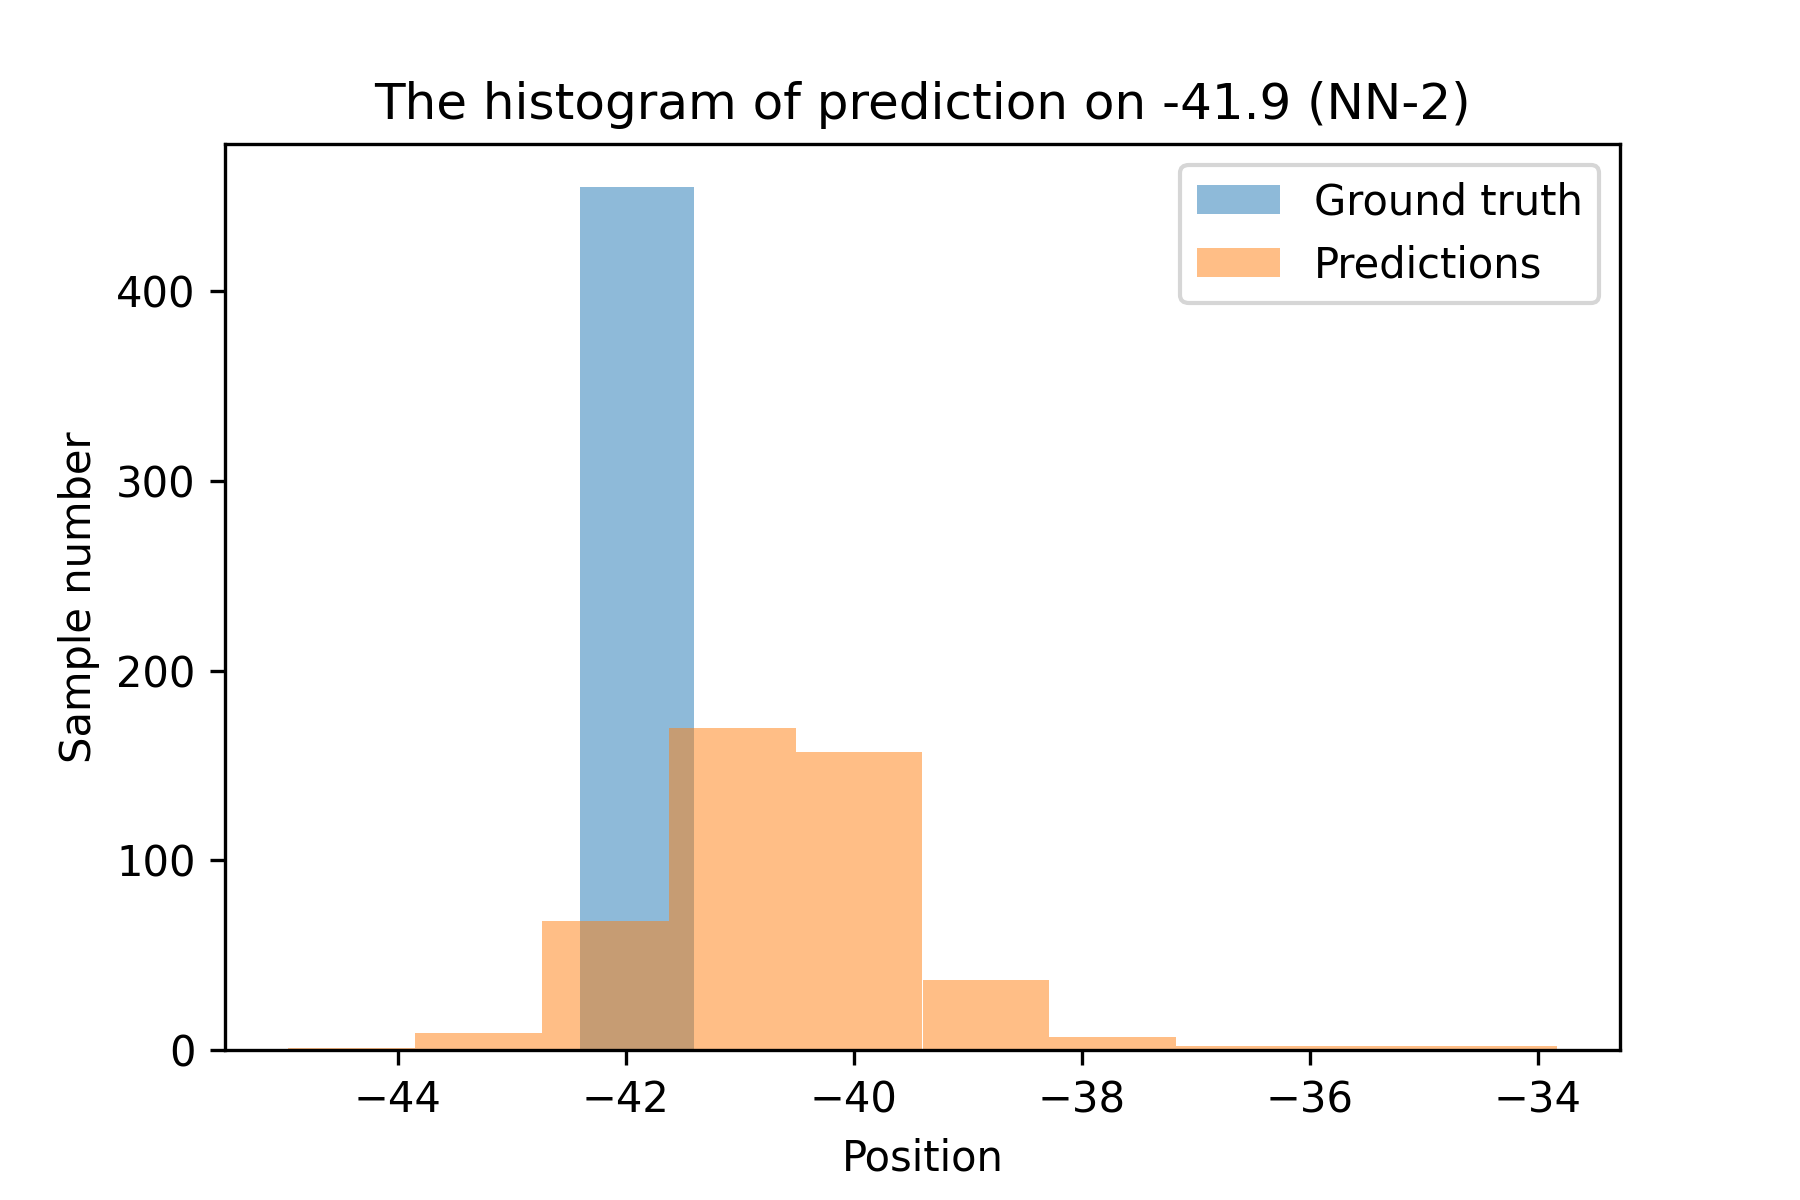 The histogram of prediction on -41.9 (NN-2)
Ground truth
Predictions
400
300
200
100
0
Sample number
−44
−42
−40
−38
−36
−34
Position